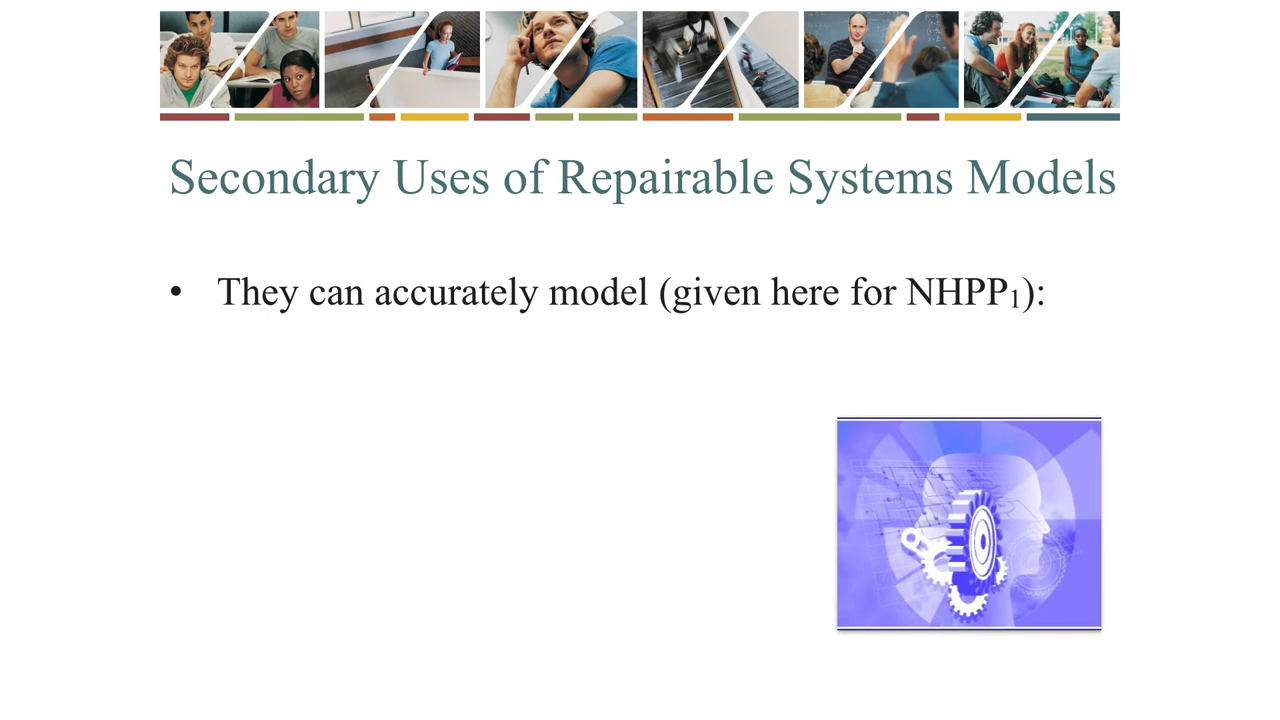 Secondary Uses of Repairable Systems Models
• They can accurately model (given here for NHPP₁):